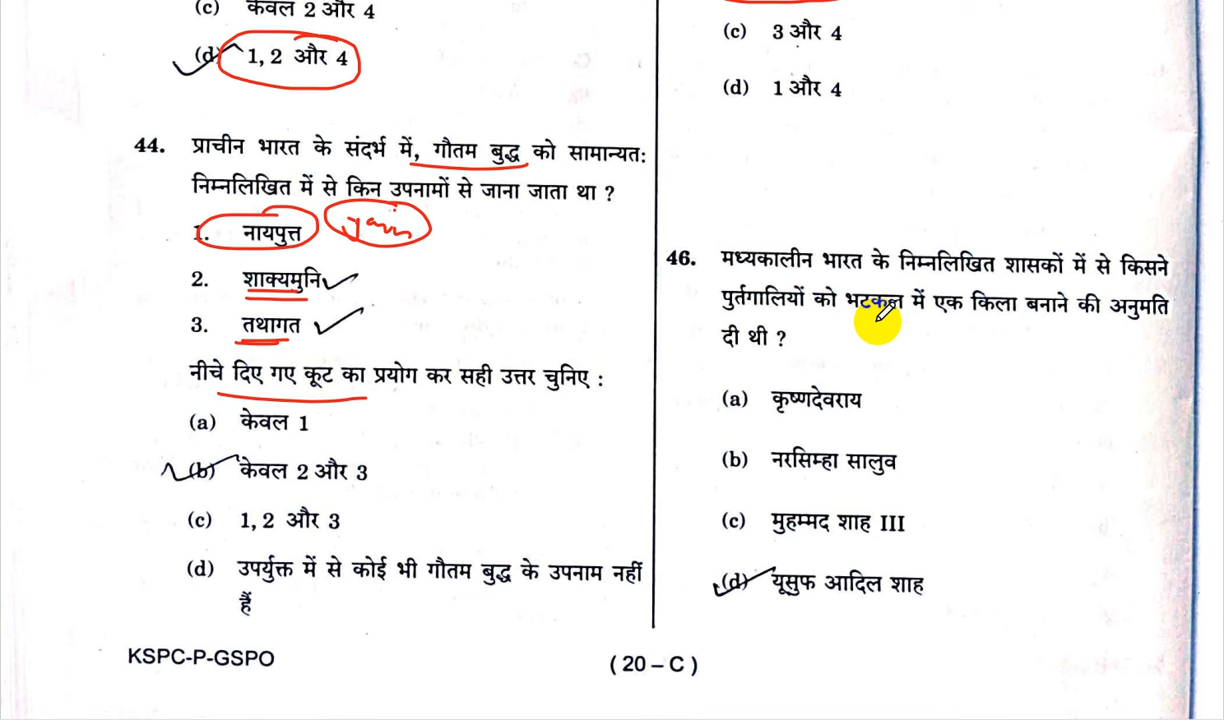 (c) केवल 2 और 4
(d) 1, 2 और 4
44. प्राचीन भारत के संदर्भ में, गौतम बुद्ध को सामान्यत:
निम्नलिखित में से किन उपनामों से जाना जाता था ?
1. नायपुत्त
2. शाक्यमुनि
3. तथागत
नीचे दिए गए कूट का प्रयोग कर सही उत्तर चुनिए :
(a) केवल 1
(b) केवल 2 और 3
(c) 1, 2 और 3
(d) उपर्युक्त में से कोई भी गौतम बुद्ध के उपनाम नहीं
हैं
(c) 3 और 4
(d) 1 और 4
46. मध्यकालीन भारत के निम्नलिखित शासकों में से किसने
पुर्तगालियों को भटकल में एक किला बनाने की अनुमति
दी थी ?
(a) कृष्णदेवराय
(b) नरसिम्हा सालुव
(c) मुहम्मद शाह III
(d) यूसुफ आदिल शाह
KSPC-P-GSPO
( 20 – C )